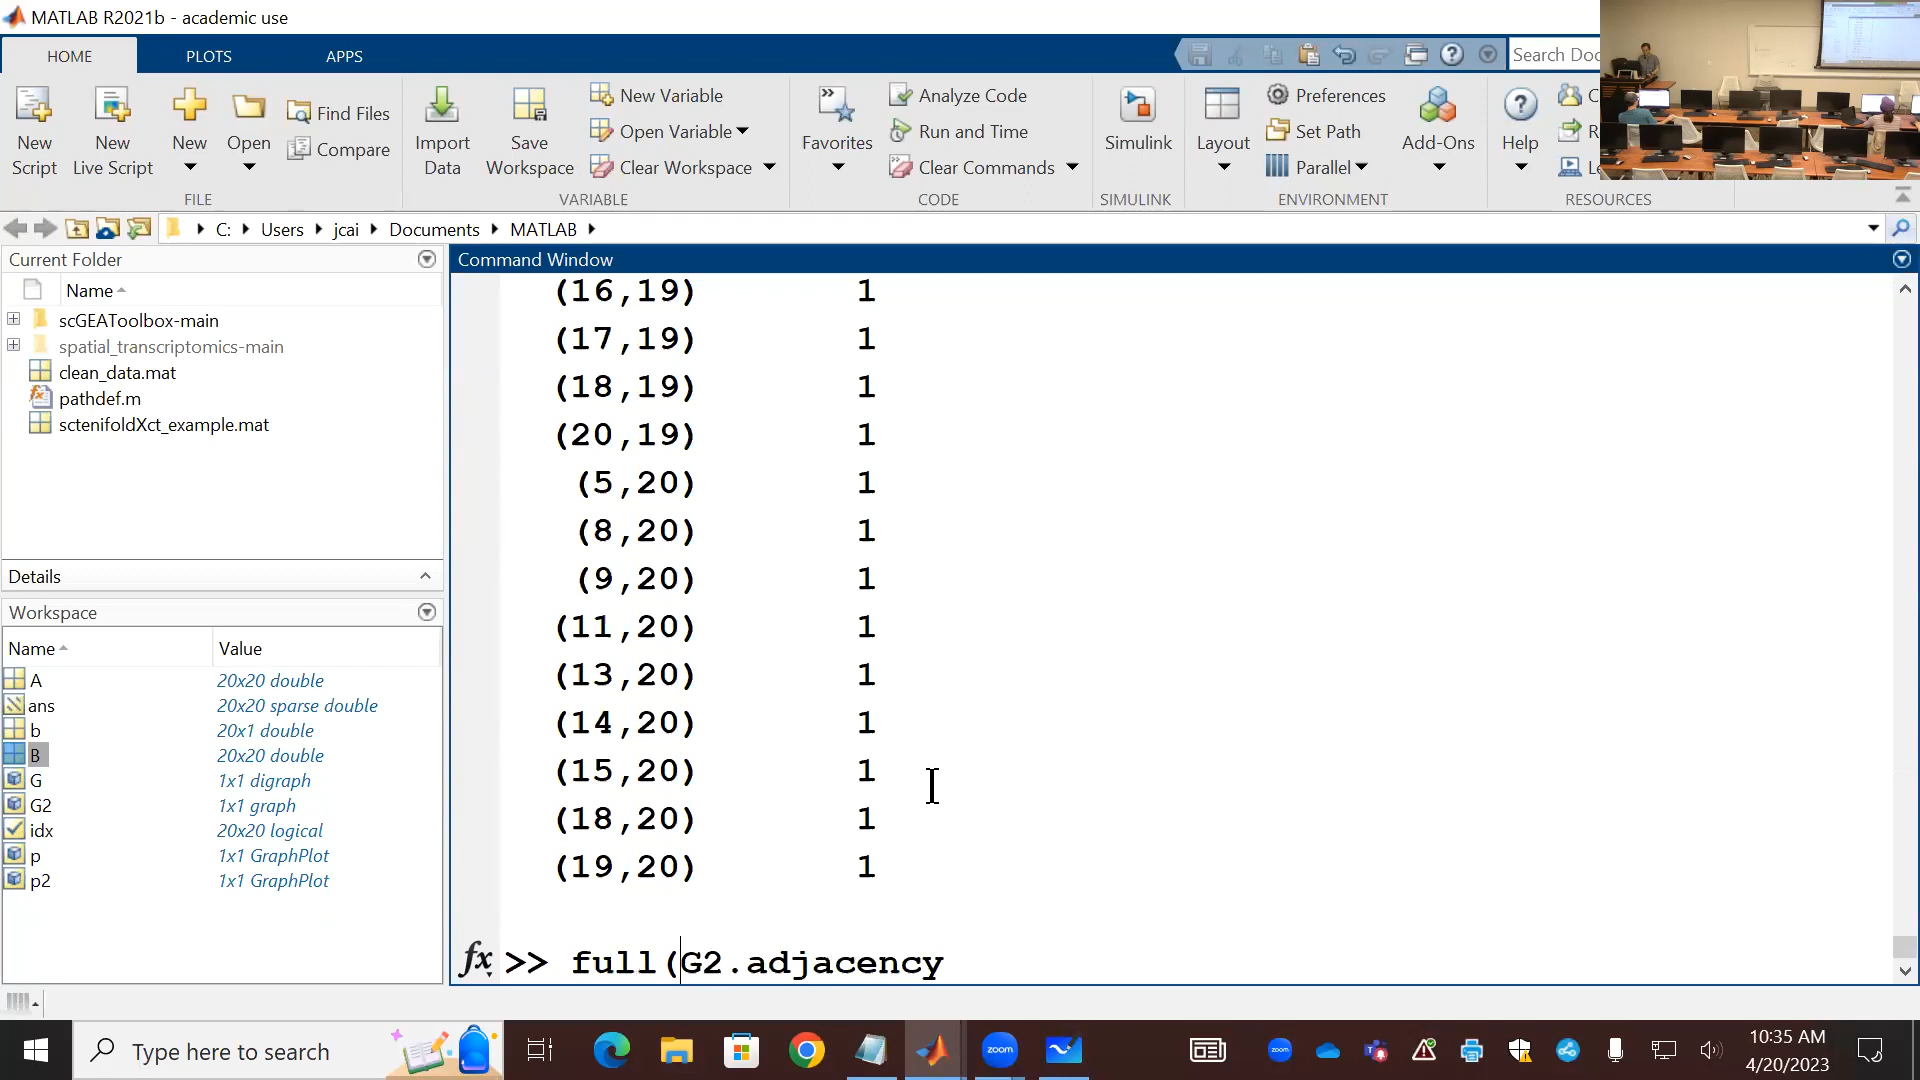 MATLAB R2021b - academic use
HOME PLOTS APPS
Search Doc
New Script
New Live Script
New
Open
Find Files
Compare
FILE
Import Data
Save Workspace
New Variable
Open Variable
Clear Workspace
VARIABLE
Favorites
Analyze Code
Run and Time
Clear Commands
CODE
Simulink
SIMULINK
Layout
Preferences
Set Path
Parallel
Add-Ons
ENVIRONMENT
Help
RESOURCES
C: Users jcai Documents MATLAB
Current Folder
Name
scGEAToolbox-main
spatial_transcriptomics-main
clean_data.mat
pathdef.m
sctenifoldXct_example.mat
Details
Workspace
Name Value
A 20x20 double
ans 20x20 sparse double
b 20x1 double
B 20x20 double
G 1x1 digraph
G2 1x1 graph
idx 20x20 logical
p 1x1 GraphPlot
p2 1x1 GraphPlot
Command Window
(16,19) 1
(17,19) 1
(18,19) 1
(20,19) 1
(5,20) 1
(8,20) 1
(9,20) 1
(11,20) 1
(13,20) 1
(14,20) 1
(15,20) 1
(18,20) 1
(19,20) 1
fx >> full(G2.adjacency
Type here to search
zoom
zoom
10:35 AM
4/20/2023